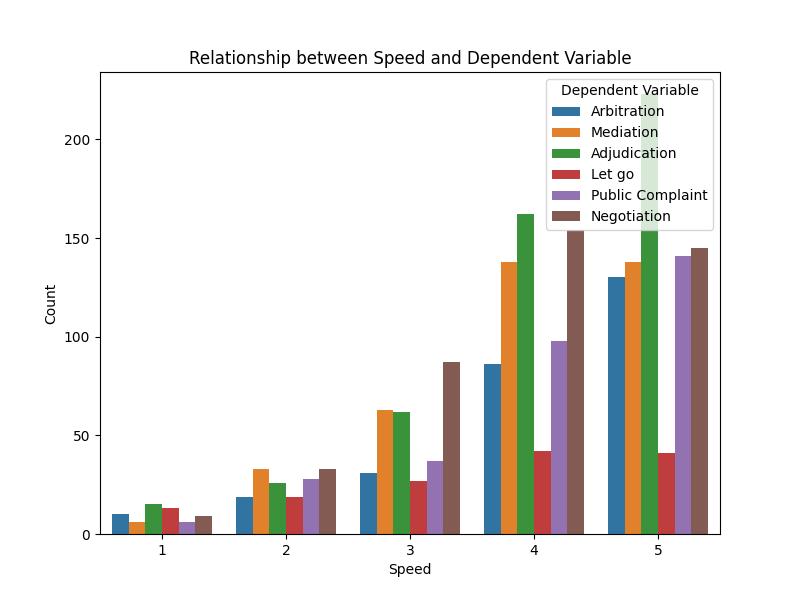 Relationship between Speed and Dependent Variable
Dependent Variable
Arbitration
Mediation
Adjudication
Let go
Public Complaint
Negotiation
200
150
100
50
0
Count
1 2 3 4 5
Speed